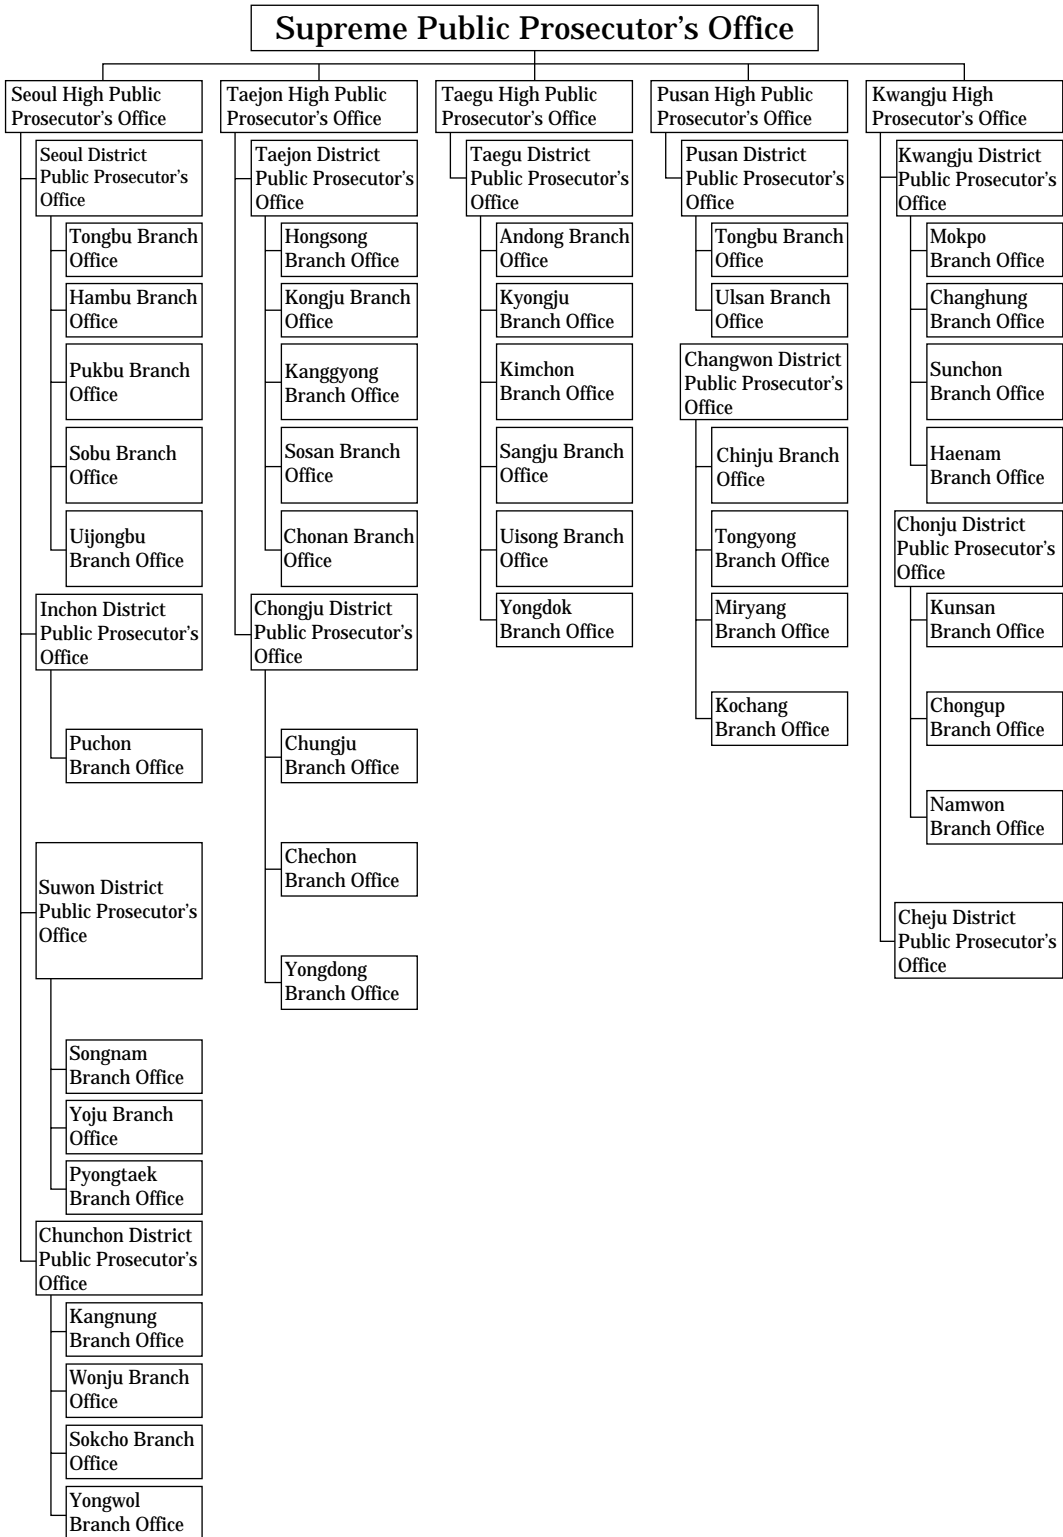 Supreme Public Prosecutor's Office
Seoul High Public
Prosecutor's Office
Seoul District
Public Prosecutor's
Office
Tongbu Branch
Office
Hambu Branch
Office
Pukbu Branch
Office
Sobu Branch
Office
Uijongbu
Branch Office
Inchon District
Public Prosecutor's
Office
Puchon
Branch Office
Suwon District
Public Prosecutor's
Office
Songnam
Branch Office
Yoju Branch
Office
Pyongtaek
Branch Office
Chunchon District
Public Prosecutor's
Office
Kangnung
Branch Office
Wonju Branch
Office
Sokcho Branch
Office
Yongwol
Branch Office
Taejon High Public
Prosecutor's Office
Taejon District
Public Prosecutor's
Office
Hongsong
Branch Office
Kongju Branch
Office
Kanggyong
Branch Office
Sosan Branch
Office
Chonan Branch
Office
Chongju District
Public Prosecutor's
Office
Chungju
Branch Office
Chechon
Branch Office
Yongdong
Branch Office
Taegu High Public
Prosecutor's Office
Taegu District
Public Prosecutor's
Office
Andong Branch
Office
Kyongju
Branch Office
Kimchon
Branch Office
Sangju Branch
Office
Uisong Branch
Office
Yongdok
Branch Office
Pusan High Public
Prosecutor's Office
Pusan District
Public Prosecutor's
Office
Tongbu Branch
Office
Ulsan Branch
Office
Changwon District
Public Prosecutor's
Office
Chinju Branch
Office
Tongyong
Branch Office
Miryang
Branch Office
Kochang
Branch Office
Kwangju High
Prosecutor's Office
Kwangju District
Public Prosecutor's
Office
Mokpo
Branch Office
Changhung
Branch Office
Sunchon
Branch Office
Haenam
Branch Office
Chonju District
Public Prosecutor's
Office
Kunsan
Branch Office
Chongup
Branch Office
Namwon
Branch Office
Cheju District
Public Prosecutor's
Office